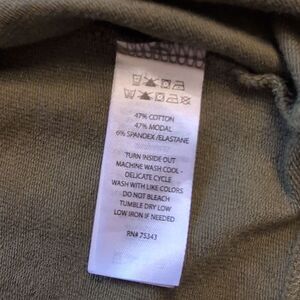 47% COTTON
47% MODAL
6% SPANDEX /ELASTANE
TURN INSIDE OUT
MACHINE WASH COOL -
DELICATE CYCLE
WASH WITH LIKE COLORS
DO NOT BLEACH
TUMBLE DRY LOW
LOW IRON IF NEEDED
RN# 75343